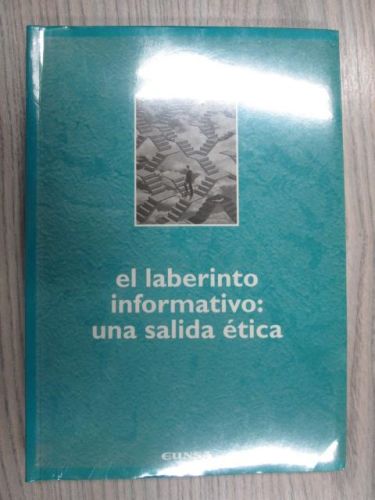 el laberinto
informativo:
una salida ética
EUNSA